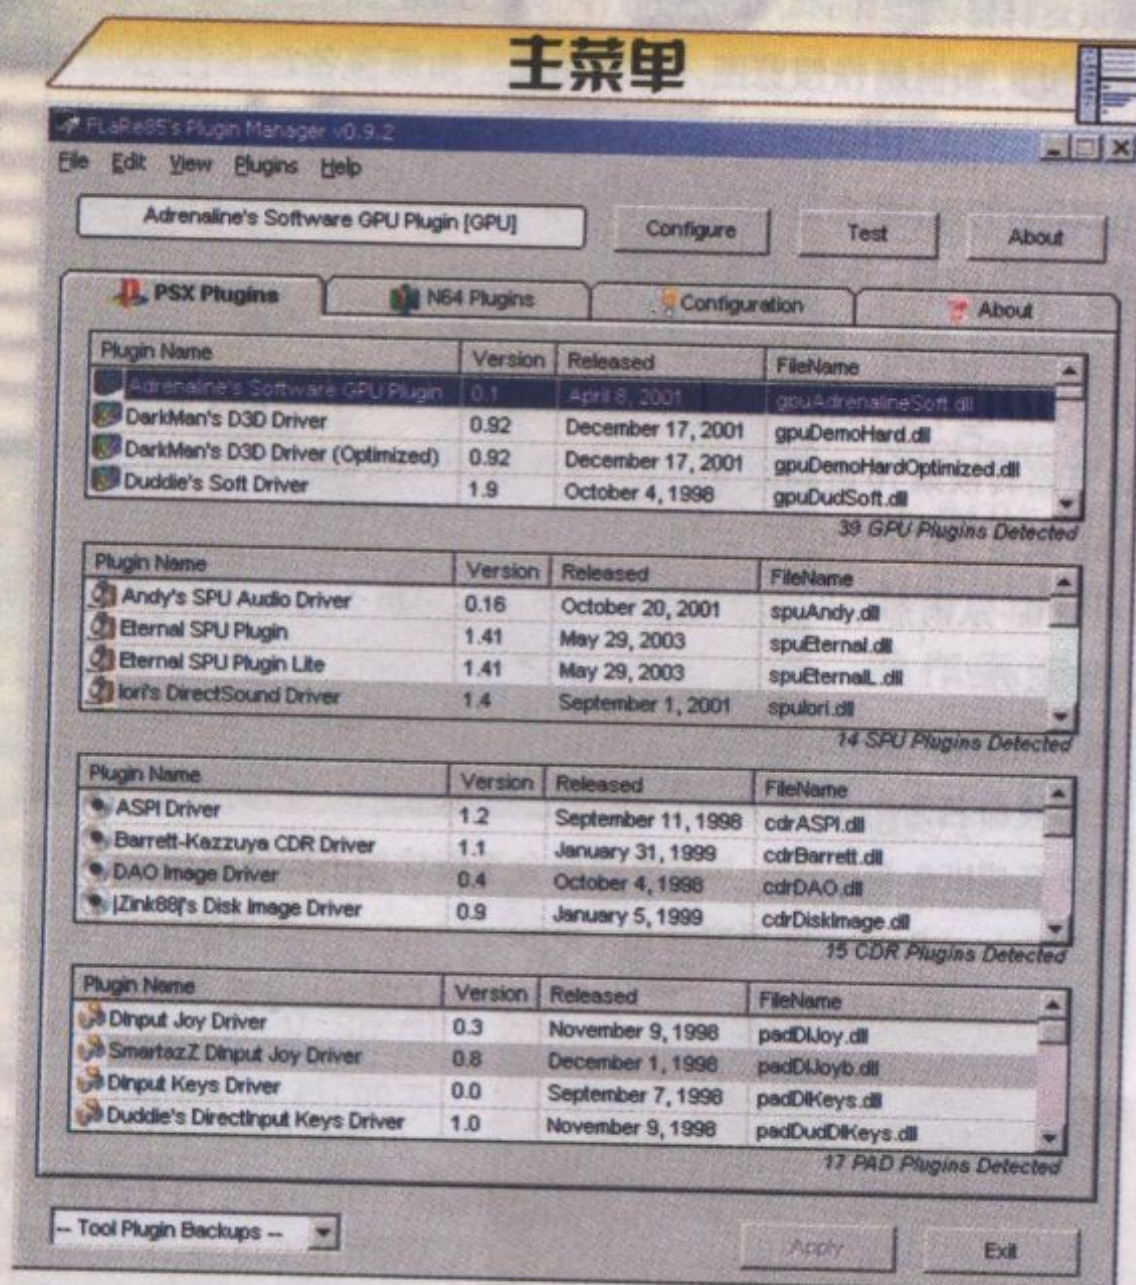 主菜单
FLaRe85's Plugin Manager v0.9.2
File Edit View Plugins Help
Adrenaline's Software GPU Plugin [GPU] Configure Test About
PSX Plugins N64 Plugins Configuration About
Plugin Name Version Released FileName
Adrenaline's Software GPU Plugin 0.1 April 8, 2001 gpuAdrenalineSoft.dll
DarkMan's D3D Driver 0.92 December 17, 2001 gpuDemoHard.dll
DarkMan's D3D Driver (Optimized) 0.92 December 17, 2001 gpuDemoHardOptimized.dll
Duddie's Soft Driver 1.9 October 4, 1998 gpuDudSoft.dll
39 GPU Plugins Detected
Plugin Name Version Released FileName
Andy's SPU Audio Driver 0.16 October 20, 2001 spuAndy.dll
Eternal SPU Plugin 1.41 May 29, 2003 spuEternal.dll
Eternal SPU Plugin Lite 1.41 May 29, 2003 spuEternalL.dll
Iori's DirectSound Driver 1.4 September 1, 2001 spuIori.dll
14 SPU Plugins Detected
Plugin Name Version Released FileName
ASPI Driver 1.2 September 11, 1998 cdrASPI.dll
Barrett-Kazzuya CDR Driver 1.1 January 31, 1999 cdrBarrett.dll
DAO Image Driver 0.4 October 4, 1998 cdrDAO.dll
|Zink88|'s Disk Image Driver 0.9 January 5, 1999 cdrDiskImage.dll
15 CDR Plugins Detected
Plugin Name Version Released FileName
DInput Joy Driver 0.3 November 9, 1998 padDIJoy.dll
SmartazZ DInput Joy Driver 0.8 December 1, 1998 padDIJoyb.dll
DInput Keys Driver 0.0 September 7, 1998 padDIKeys.dll
Duddie's DirectInput Keys Driver 1.0 November 9, 1998 padDudDIKeys.dll
17 PAD Plugins Detected
-- Tool Plugin Backups -- Apply Exit